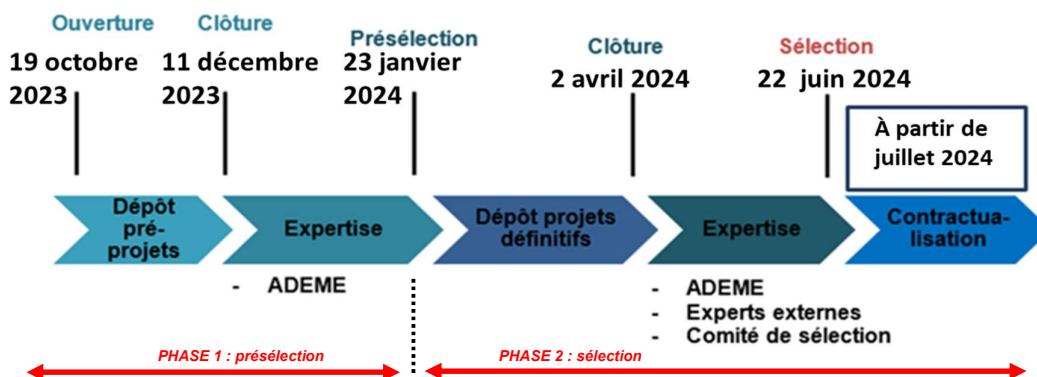 Ouverture
Clôture
Présélection
Clôture
Sélection
19 octobre
2023
11 décembre
2023
23 janvier
2024
2 avril 2024
22 juin 2024
À partir de
juillet 2024
Dépôt
pré-
projets
Expertise
Dépôt projets
définitifs
Expertise
Contractua-
lisation
- ADEME
- ADEME
- Experts externes
- Comité de sélection
PHASE 1 : présélection
PHASE 2 : sélection